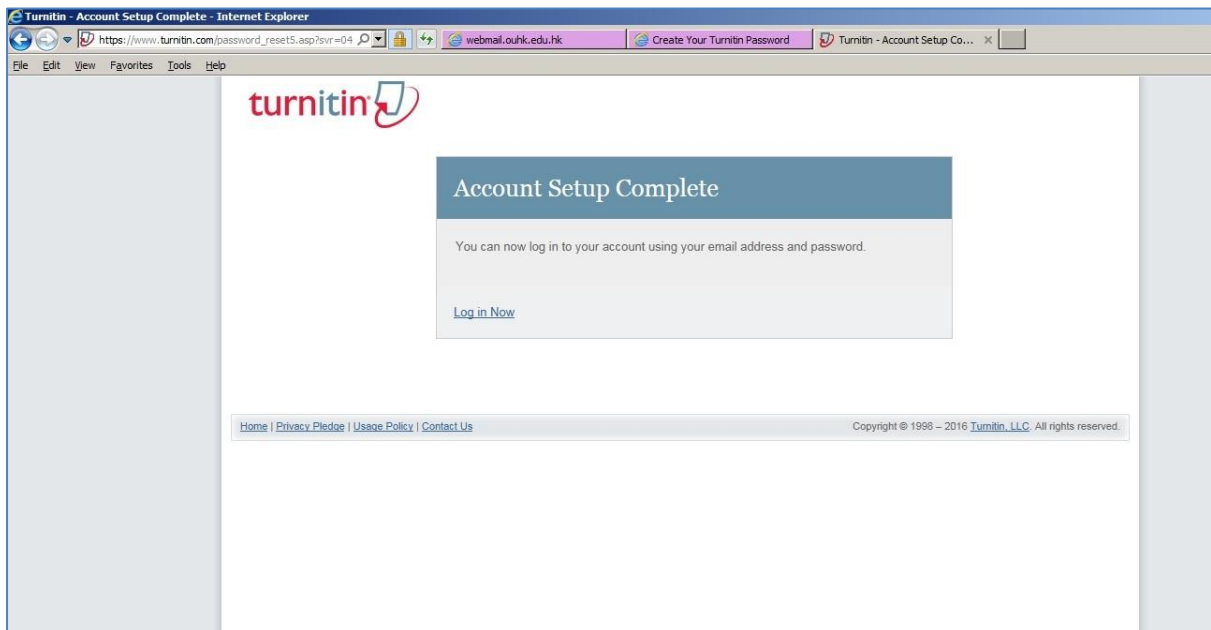 Turnitin - Account Setup Complete - Internet Explorer
https://www.turnitin.com/password_reset5.asp?svr=04
webmail.ouhk.edu.hk
Create Your Turnitin Password
Turnitin - Account Setup Co...
File Edit View Favorites Tools Help
turnitin
Account Setup Complete
You can now log in to your account using your email address and password.
Log in Now
Home | Privacy Pledge | Usage Policy | Contact Us
Copyright © 1998 – 2016 Turnitin, LLC. All rights reserved.